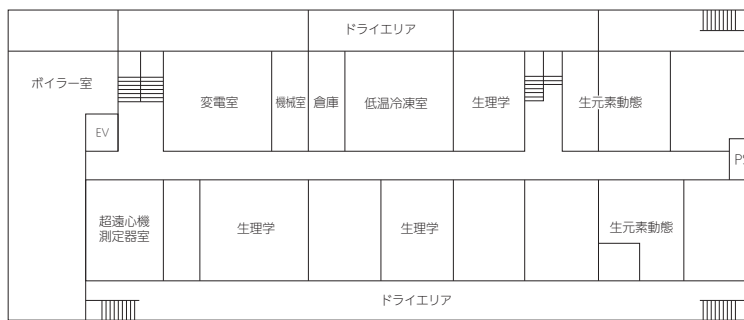 ドライエリア
ボイラー室
変電室
機械室
倉庫
低温冷凍室
生理学
生元素動態
EV
PS
超遠心機
測定器室
生理学
生理学
生元素動態
ドライエリア